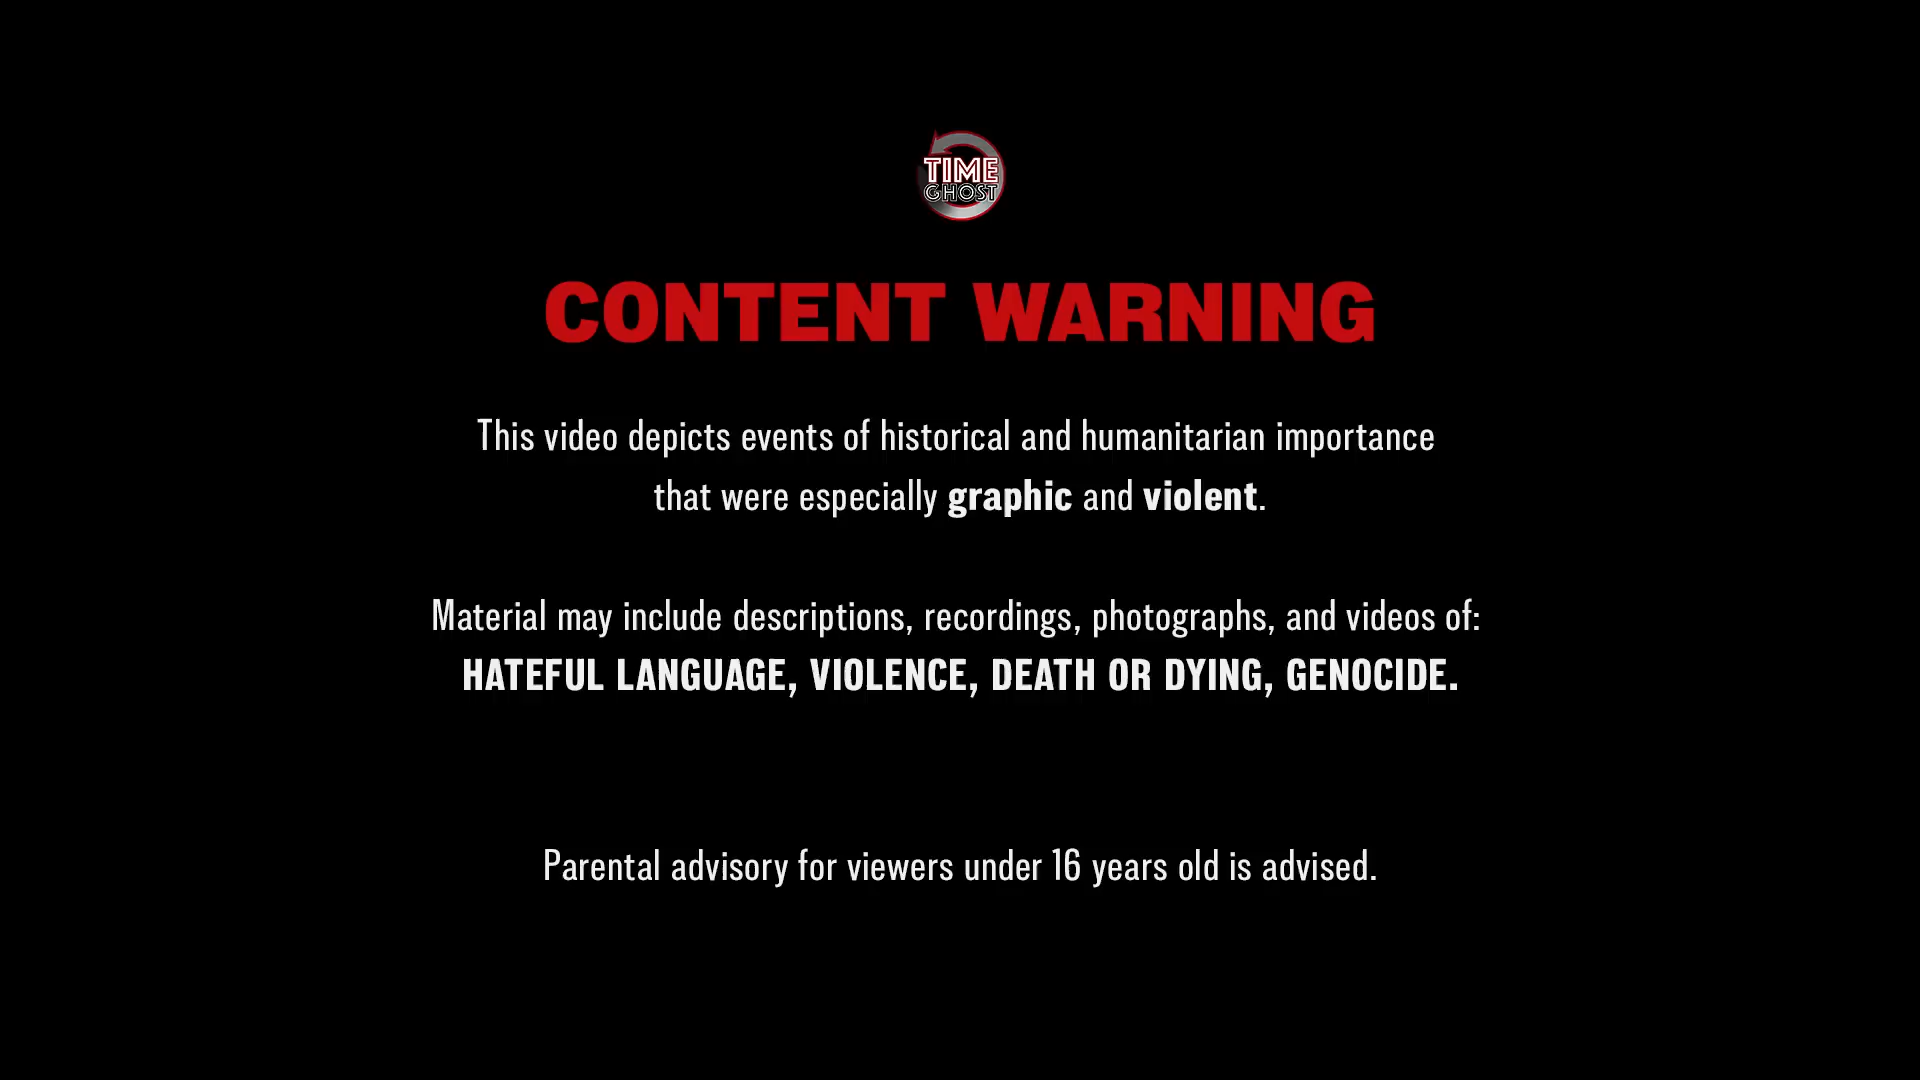 TIME
GHOST
CONTENT WARNING
This video depicts events of historical and humanitarian importance
that were especially graphic and violent.
Material may include descriptions, recordings, photographs, and videos of:
HATEFUL LANGUAGE, VIOLENCE, DEATH OR DYING, GENOCIDE.
Parental advisory for viewers under 16 years old is advised.